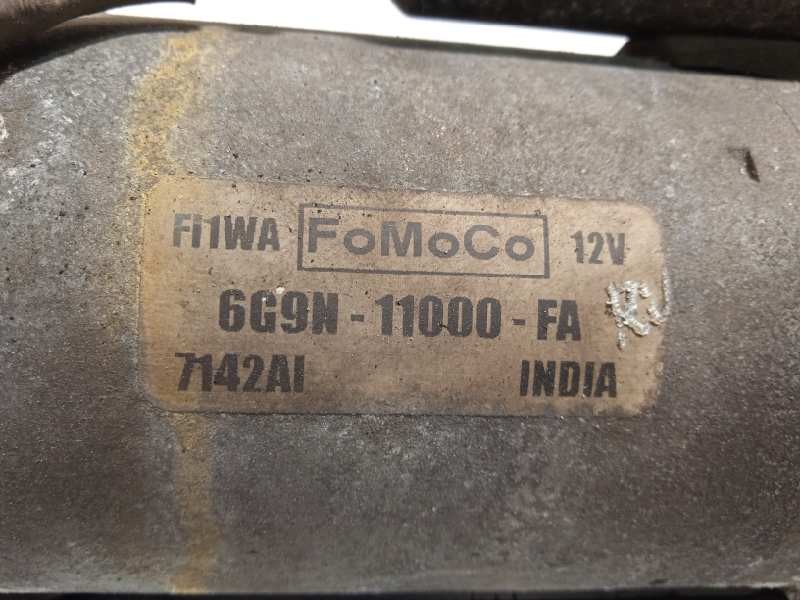 FI1WA FoMoCo 12V
6G9N - 11000 - FA
7142AI INDIA